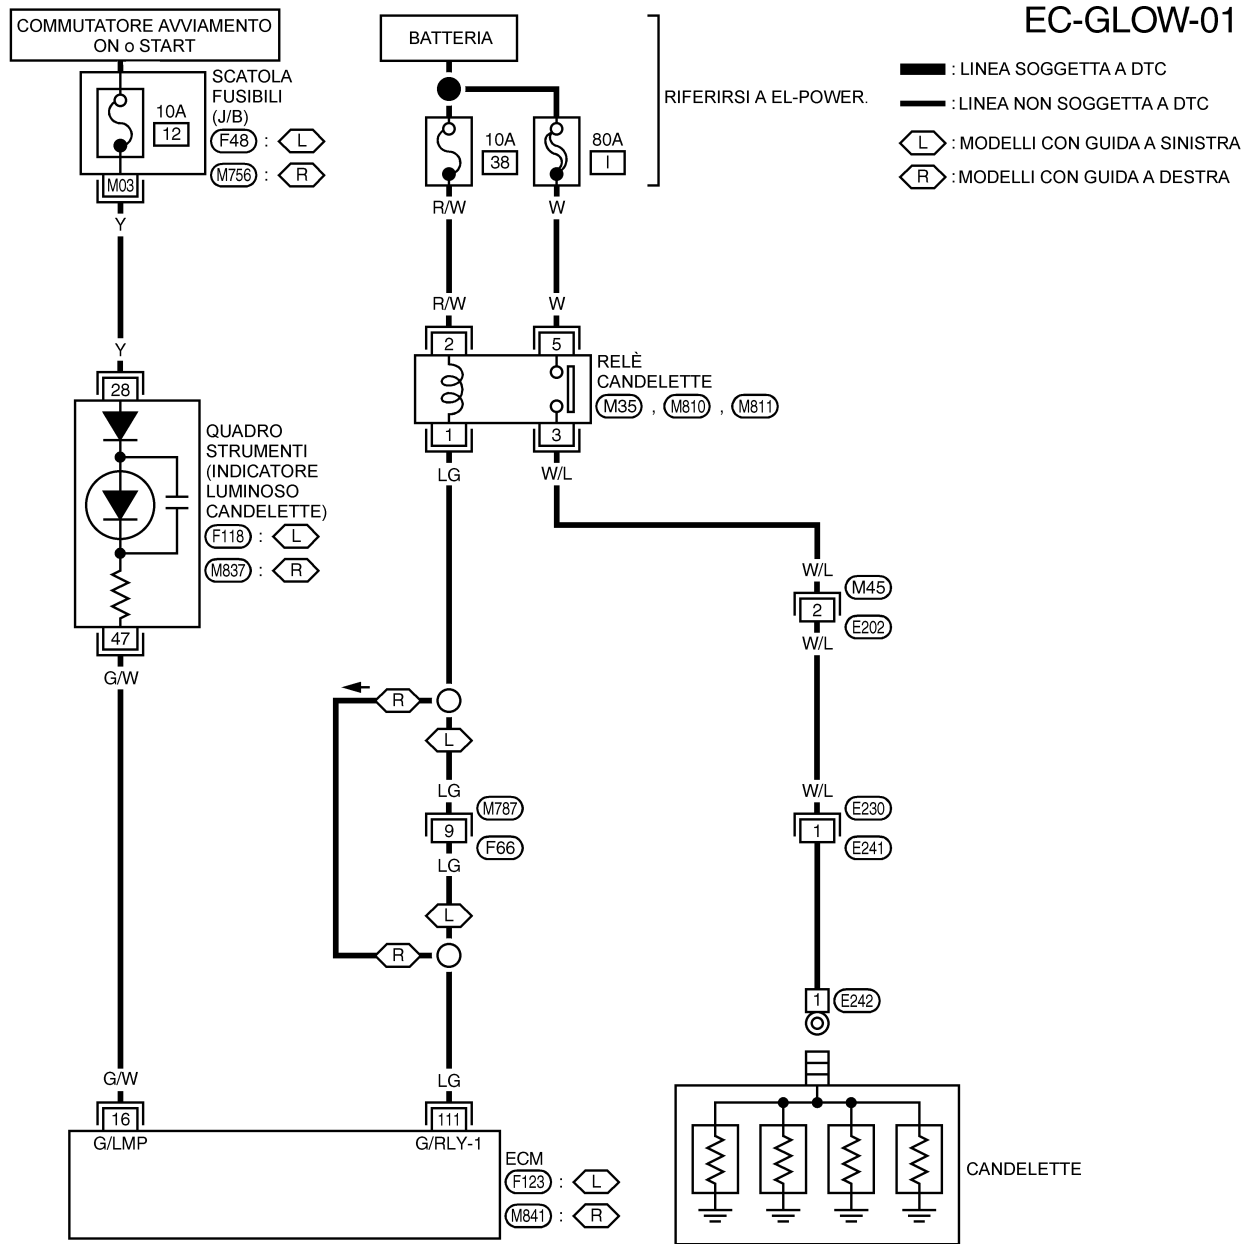 EC-GLOW-01
COMMUTATORE AVVIAMENTO
ON o START
BATTERIA
: LINEA SOGGETTA A DTC
: LINEA NON SOGGETTA A DTC
L : MODELLI CON GUIDA A SINISTRA
R : MODELLI CON GUIDA A DESTRA
RIFERIRSI A EL-POWER.
10A
12
SCATOLA
FUSIBILI
(J/B)
F48 : L
M756 : R
M03
10A
38
80A
I
Y
R/W
W
R/W
W
Y
2
5
RELÈ
CANDELETTE
M35 , M810 , M811
1
3
28
QUADRO
STRUMENTI
(INDICATORE
LUMINOSO
CANDELETTE)
F118 : L
M837 : R
47
G/W
LG
W/L
W/L
M45
2
E202
W/L
R
L
LG
M787
9
F66
LG
L
R
W/L
E230
1
E241
1
E242
G/W
LG
16
111
G/LMP
G/RLY-1
ECM
F123 : L
M841 : R
CANDELETTE